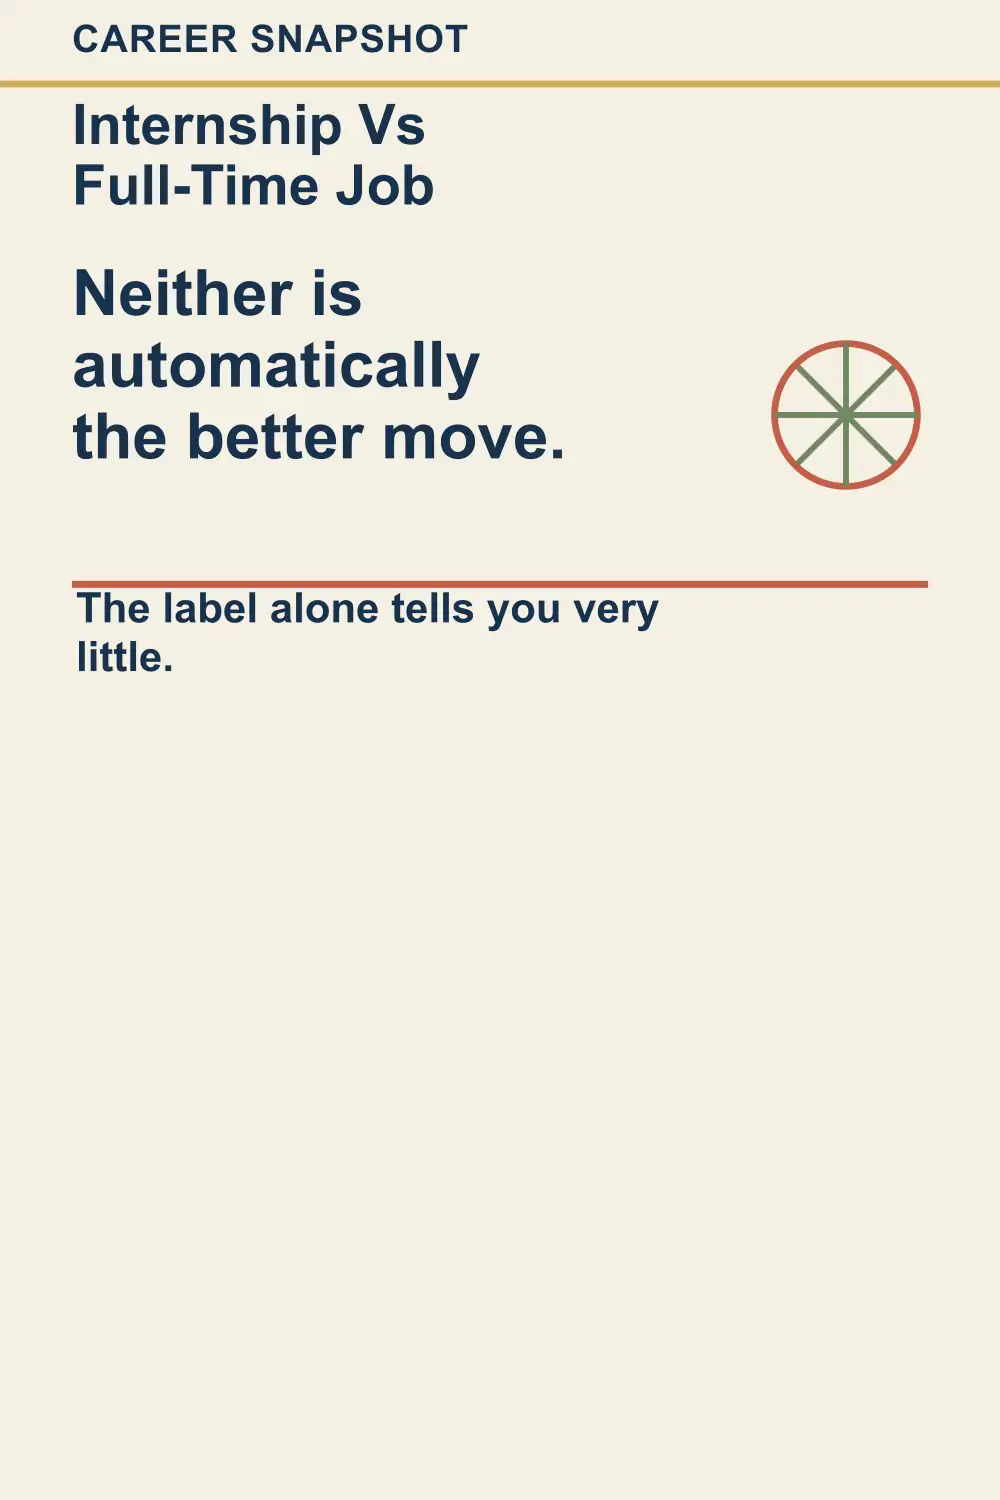 CAREER SNAPSHOT
Internship Vs
Full-Time Job
Neither is
automatically
the better move.
The label alone tells you very
little.